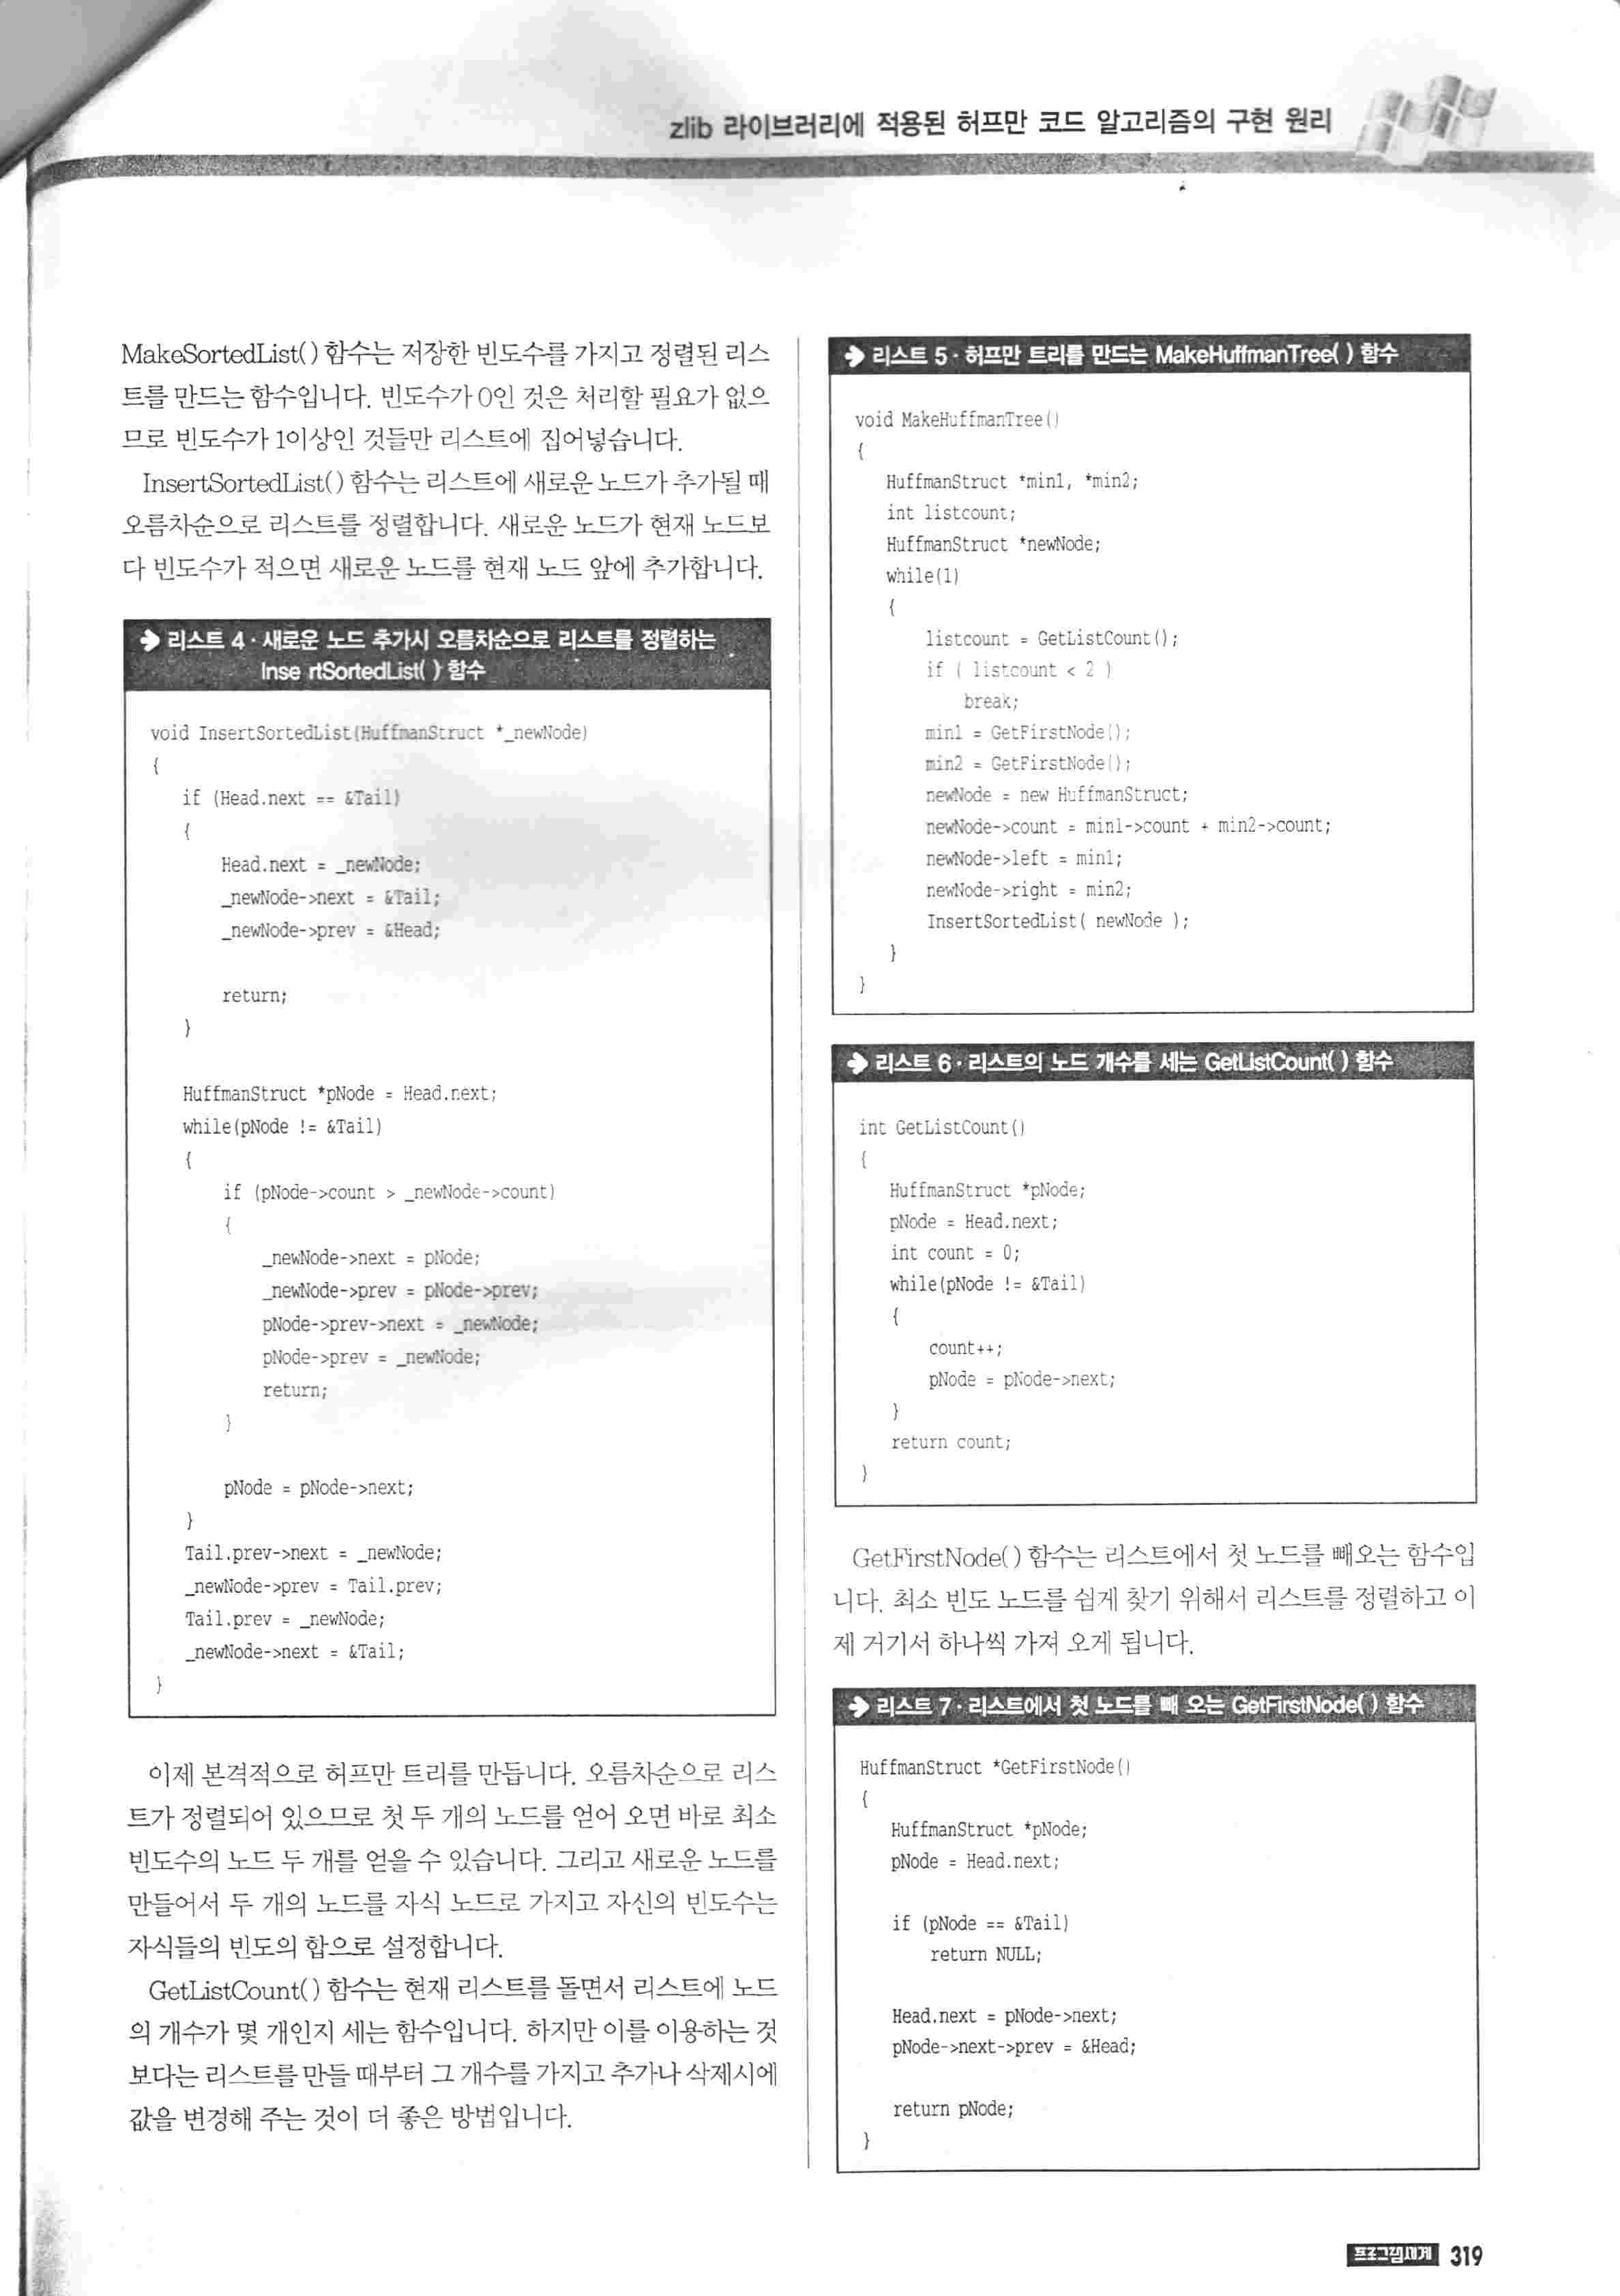 zlib 라이브러리에 적용된 허프만 코드 알고리즘의 구현 원리
MakeSortedList( ) 함수는 저장한 빈도수를 가지고 정렬된 리스
트를 만드는 함수입니다. 빈도수가 0인 것은 처리할 필요가 없으
므로 빈도수가 1이상인 것들만 리스트에 집어넣습니다.
InsertSortedList( ) 함수는 리스트에 새로운 노드가 추가될 때
오름차순으로 리스트를 정렬합니다. 새로운 노드가 현재 노드보
다 빈도수가 적으면 새로운 노드를 현재 노드 앞에 추가합니다.
리스트 4 · 새로운 노드 추가시 오름차순으로 리스트를 정렬하는
Inse rtSortedList( ) 함수
void InsertSortedList(HuffmanStruct *_newNode)
{
if (Head.next == &Tail)
{
Head.next = _newNode;
_newNode->next = &Tail;
_newNode->prev = &Head;
return;
}
HuffmanStruct *pNode = Head.next;
while(pNode != &Tail)
{
if (pNode->count > _newNode->count)
{
_newNode->next = pNode;
_newNode->prev = pNode->prev;
pNode->prev->next = _newNode;
pNode->prev = _newNode;
return;
}
pNode = pNode->next;
}
Tail.prev->next = _newNode;
_newNode->prev = Tail.prev;
Tail.prev = _newNode;
_newNode->next = &Tail;
}
이제 본격적으로 허프만 트리를 만듭니다. 오름차순으로 리스
트가 정렬되어 있으므로 첫 두 개의 노드를 얻어 오면 바로 최소
빈도수의 노드 두 개를 얻을 수 있습니다. 그리고 새로운 노드를
만들어서 두 개의 노드를 자식 노드로 가지고 자신의 빈도수는
자식들의 빈도의 합으로 설정합니다.
GetListCount( ) 함수는 현재 리스트를 돌면서 리스트에 노드
의 개수가 몇 개인지 세는 함수입니다. 하지만 이를 이용하는 것
보다는 리스트를 만들 때부터 그 개수를 가지고 추가나 삭제시에
값을 변경해 주는 것이 더 좋은 방법입니다.
리스트 5 · 허프만 트리를 만드는 MakeHuffmanTree( ) 함수
void MakeHuffmanTree()
{
HuffmanStruct *min1, *min2;
int listcount;
HuffmanStruct *newNode;
while(1)
{
listcount = GetListCount();
if ( listcount < 2 )
break;
min1 = GetFirstNode();
min2 = GetFirstNode();
newNode = new HuffmanStruct;
newNode->count = min1->count + min2->count;
newNode->left = min1;
newNode->right = min2;
InsertSortedList( newNode );
}
}
리스트 6 · 리스트의 노드 개수를 세는 GetListCount( ) 함수
int GetListCount()
{
HuffmanStruct *pNode;
pNode = Head.next;
int count = 0;
while(pNode != &Tail)
{
count++;
pNode = pNode->next;
}
return count;
}
GetFirstNode( ) 함수는 리스트에서 첫 노드를 빼오는 함수입
니다. 최소 빈도 노드를 쉽게 찾기 위해서 리스트를 정렬하고 이
제 거기서 하나씩 가져 오게 됩니다.
리스트 7 · 리스트에서 첫 노드를 빼 오는 GetFirstNode( ) 함수
HuffmanStruct *GetFirstNode()
{
HuffmanStruct *pNode;
pNode = Head.next;
if (pNode == &Tail)
return NULL;
Head.next = pNode->next;
pNode->next->prev = &Head;
return pNode;
}
프로그램세계 319